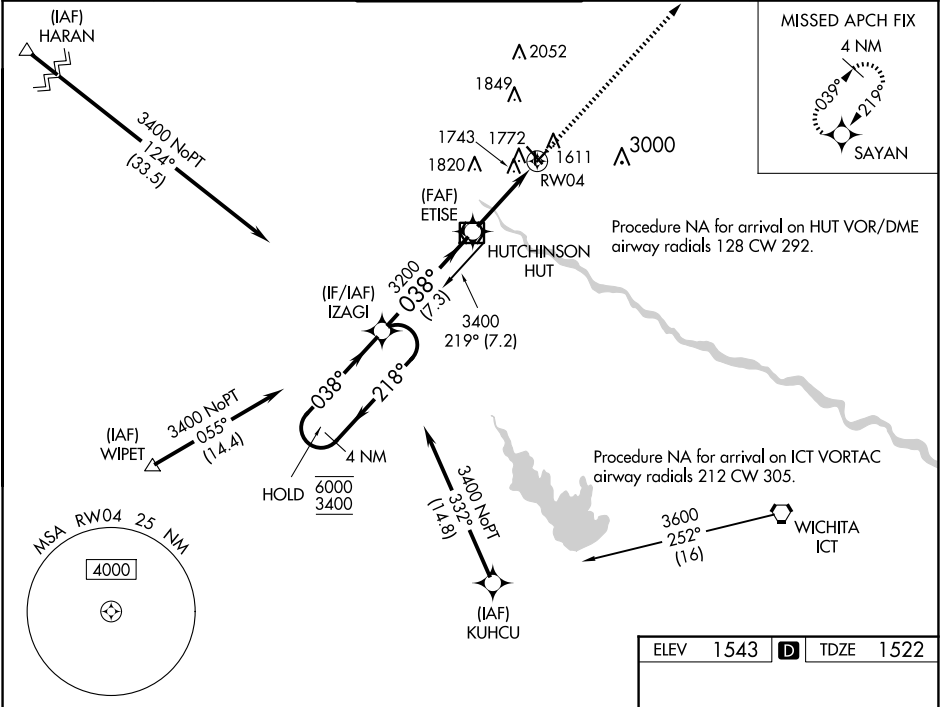 (IAF)
HARAN
3400 NoPT
124°
(33.5)
2052
1849
1743
1772
1820
1611
3000
RW04
MISSED APCH FIX
4 NM
039°
219°
SAYAN
(FAF)
ETISE
HUTCHINSON
HUT
Procedure NA for arrival on HUT VOR/DME
airway radials 128 CW 292.
3200
038°
(7.3)
(IF/IAF)
IZAGI
3400
219° (7.2)
038°
218°
4 NM
HOLD
6000
3400
3400 NoPT
055°
(14.4)
(IAF)
WIPET
3400 NoPT
332°
(14.8)
(IAF)
KUHCU
Procedure NA for arrival on ICT VORTAC
airway radials 212 CW 305.
3600
252°
(16)
WICHITA
ICT
MSA RW04 25 NM
4000
ELEV 1543 D TDZE 1522